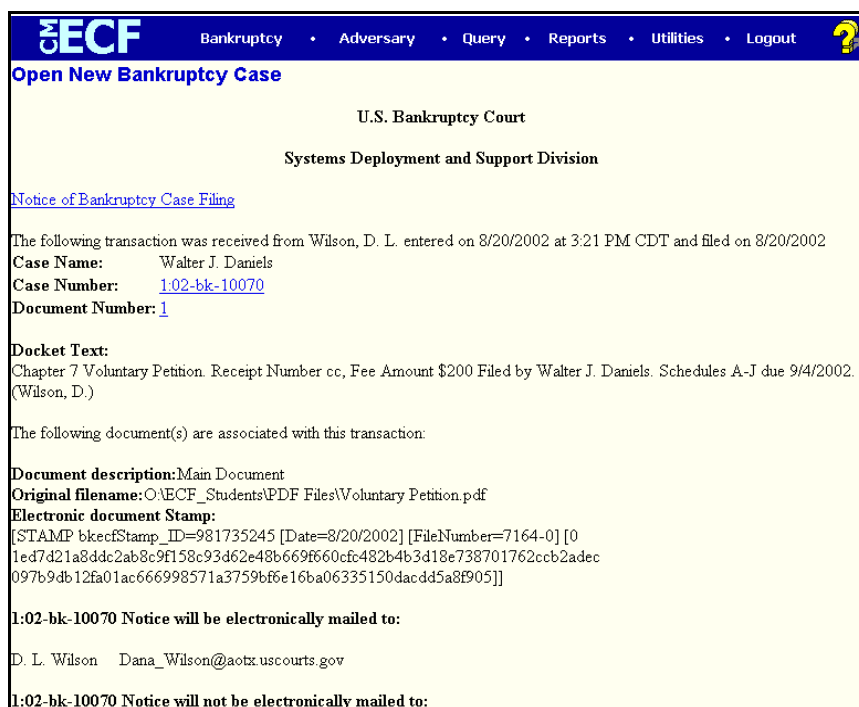 CM ECF Bankruptcy • Adversary • Query • Reports • Utilities • Logout ?
Open New Bankruptcy Case
U.S. Bankruptcy Court
Systems Deployment and Support Division
Notice of Bankruptcy Case Filing
The following transaction was received from Wilson, D. L. entered on 8/20/2002 at 3:21 PM CDT and filed on 8/20/2002
Case Name: Walter J. Daniels
Case Number: 1:02-bk-10070
Document Number: 1
Docket Text:
Chapter 7 Voluntary Petition. Receipt Number cc, Fee Amount $200 Filed by Walter J. Daniels. Schedules A-J due 9/4/2002.
(Wilson, D.)
The following document(s) are associated with this transaction:
Document description:Main Document
Original filename:O:\ECF_Students\PDF Files\Voluntary Petition.pdf
Electronic document Stamp:
[STAMP bkecfStamp_ID=981735245 [Date=8/20/2002] [FileNumber=7164-0] [0
1ed7d21a8ddc2ab8c9f158c93d62e48b669f660cfc482b4b3d18e738701762ccb2adec
097b9db12fa01ac666998571a3759bf6e16ba06335150dacdd5a8f905]]
1:02-bk-10070 Notice will be electronically mailed to:
D. L. Wilson Dana_Wilson@aotx.uscourts.gov
1:02-bk-10070 Notice will not be electronically mailed to: